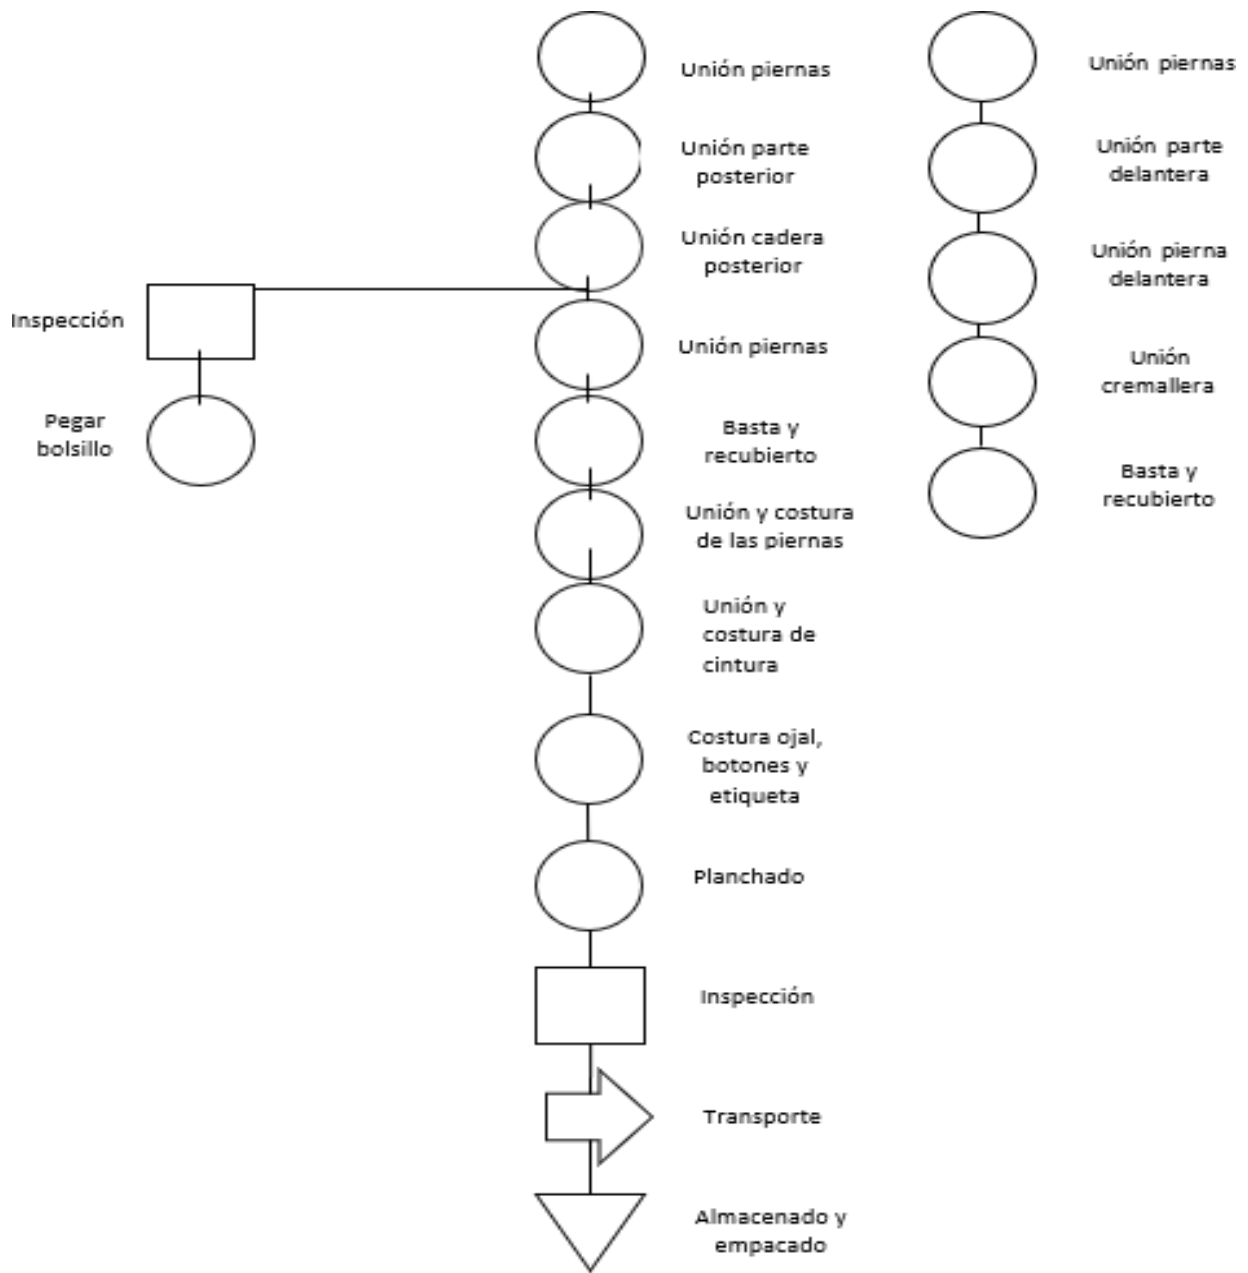 Unión piernas
Unión parte
posterior
Unión cadera
posterior
Inspección
Pegar
bolsillo
Unión piernas
Basta y
recubierto
Unión y costura
de las piernas
Unión y
costura de
cintura
Costura ojal,
botones y
etiqueta
Planchado
Inspección
Transporte
Almacenado y
empacado
Unión piernas
Unión parte
delantera
Unión pierna
delantera
Unión
cremallera
Basta y
recubierto